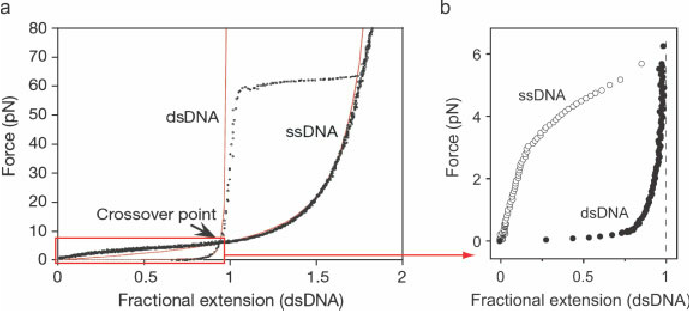 a
80
70
60
50
40
30
20
10
0
Force (pN)
dsDNA
ssDNA
Crossover point
0
0.5
1
1.5
2
Fractional extension (dsDNA)
b
6
4
2
0
Force (pN)
ssDNA
dsDNA
0
1
Fractional extension (dsDNA)